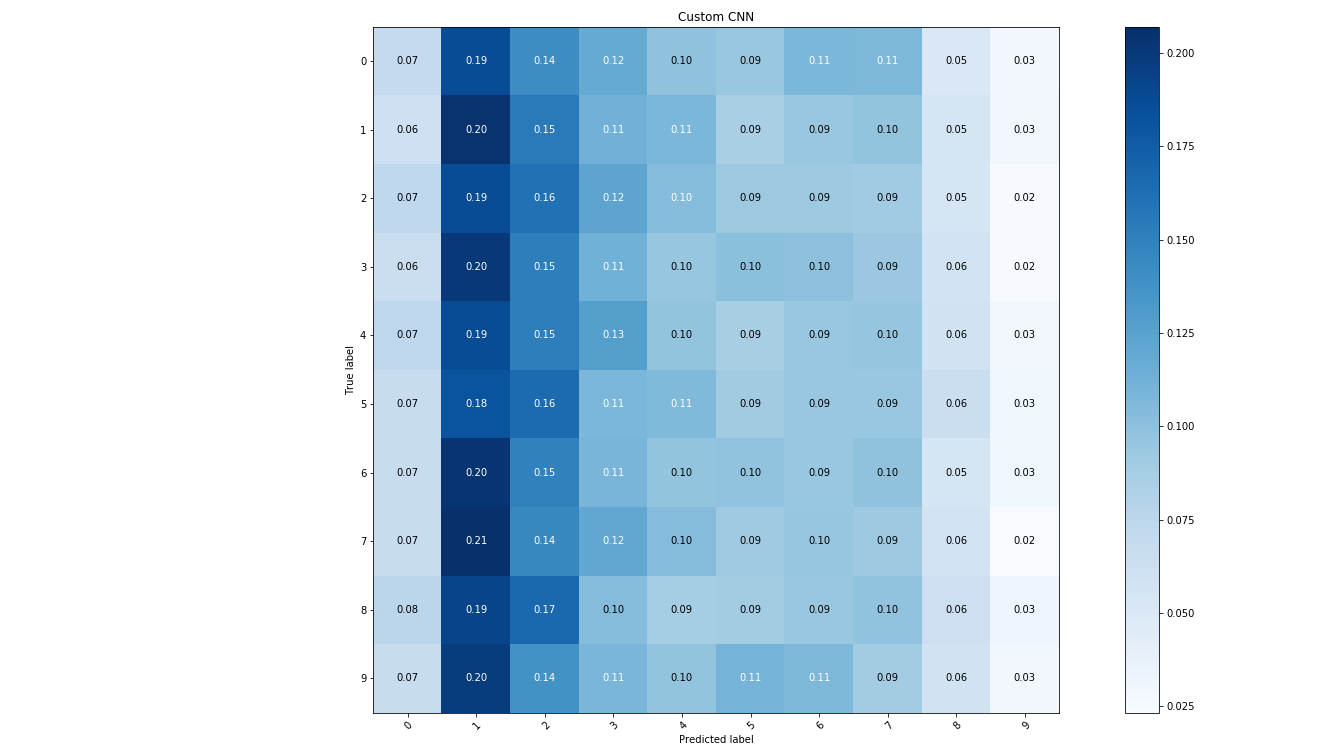 Custom CNN
0 0.07 0.19 0.14 0.12 0.10 0.09 0.11 0.11 0.05 0.03
1 0.06 0.20 0.15 0.11 0.11 0.09 0.09 0.10 0.05 0.03
2 0.07 0.19 0.16 0.12 0.10 0.09 0.09 0.09 0.05 0.02
3 0.06 0.20 0.15 0.11 0.10 0.10 0.10 0.09 0.06 0.02
4 0.07 0.19 0.15 0.13 0.10 0.09 0.09 0.10 0.06 0.03
5 0.07 0.18 0.16 0.11 0.11 0.09 0.09 0.09 0.06 0.03
6 0.07 0.20 0.15 0.11 0.10 0.10 0.09 0.10 0.05 0.03
7 0.07 0.21 0.14 0.12 0.10 0.09 0.10 0.09 0.06 0.02
8 0.08 0.19 0.17 0.10 0.09 0.09 0.09 0.10 0.06 0.03
9 0.07 0.20 0.14 0.11 0.10 0.11 0.11 0.09 0.06 0.03
0 1 2 3 4 5 6 7 8 9
True label
Predicted label
0.200
0.175
0.150
0.125
0.100
0.075
0.050
0.025